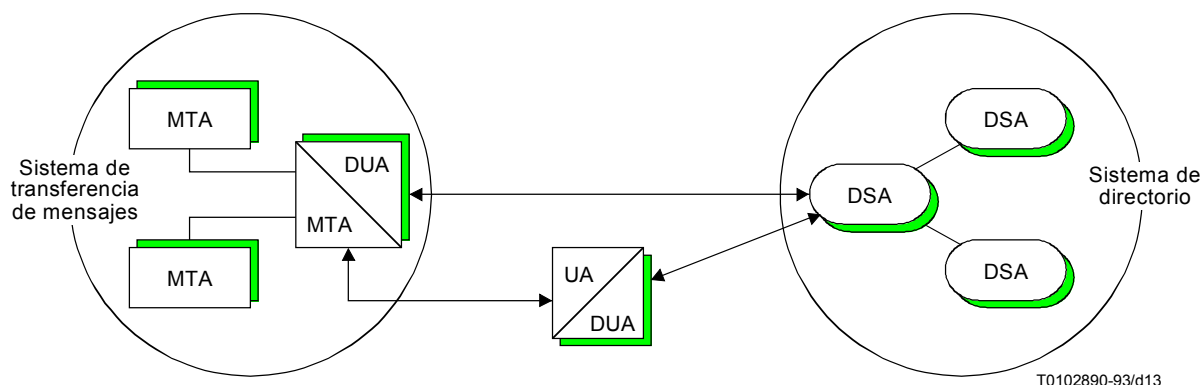 MTA
DUA
MTA
Sistema de
transferencia
de mensajes
MTA
UA
DUA
DSA
DSA
DSA
Sistema de
directorio
T0102890-93/d13